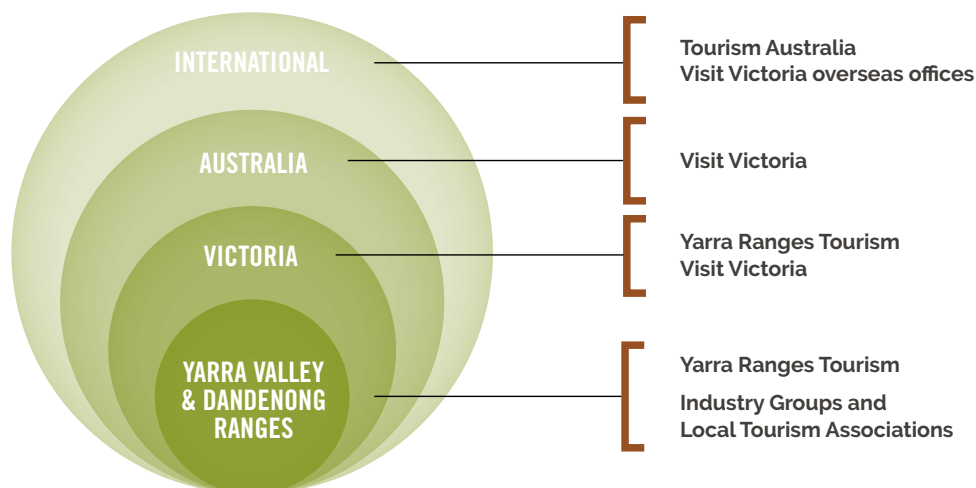 INTERNATIONAL
Tourism Australia
Visit Victoria overseas offices
AUSTRALIA
Visit Victoria
VICTORIA
Yarra Ranges Tourism
Visit Victoria
YARRA VALLEY
& DANDENONG
RANGES
Yarra Ranges Tourism
Industry Groups and
Local Tourism Associations